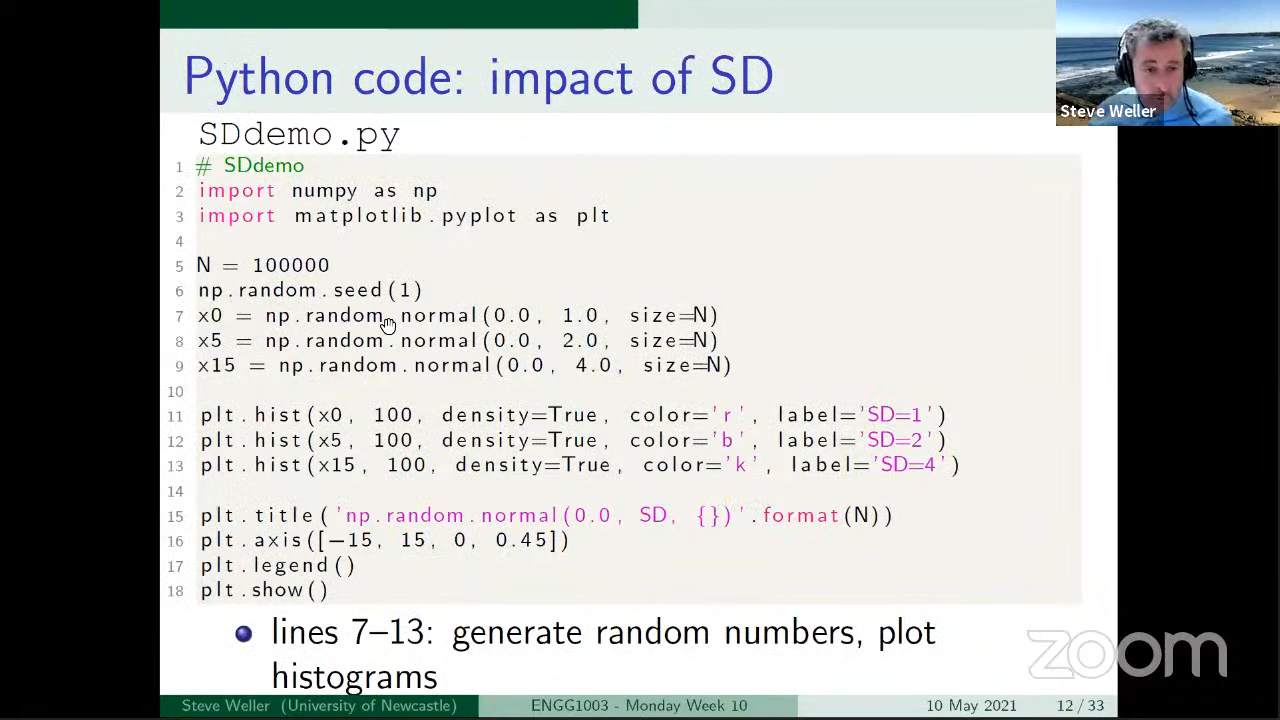 Python code: impact of SD
Steve Weller
SDdemo.py
1 # SDdemo
2 import numpy as np
3 import matplotlib.pyplot as plt
4
5 N = 100000
6 np.random.seed(1)
7 x0 = np.random.normal(0.0, 1.0, size=N)
8 x5 = np.random.normal(0.0, 2.0, size=N)
9 x15 = np.random.normal(0.0, 4.0, size=N)
10
11 plt.hist(x0, 100, density=True, color='r', label='SD=1')
12 plt.hist(x5, 100, density=True, color='b', label='SD=2')
13 plt.hist(x15, 100, density=True, color='k', label='SD=4')
14
15 plt.title('np.random.normal(0.0, SD, {})'.format(N))
16 plt.axis([-15, 15, 0, 0.45])
17 plt.legend()
18 plt.show()
lines 7–13: generate random numbers, plot
histograms
zoom
Steve Weller (University of Newcastle) ENGG1003 - Monday Week 10 10 May 2021 12 / 33